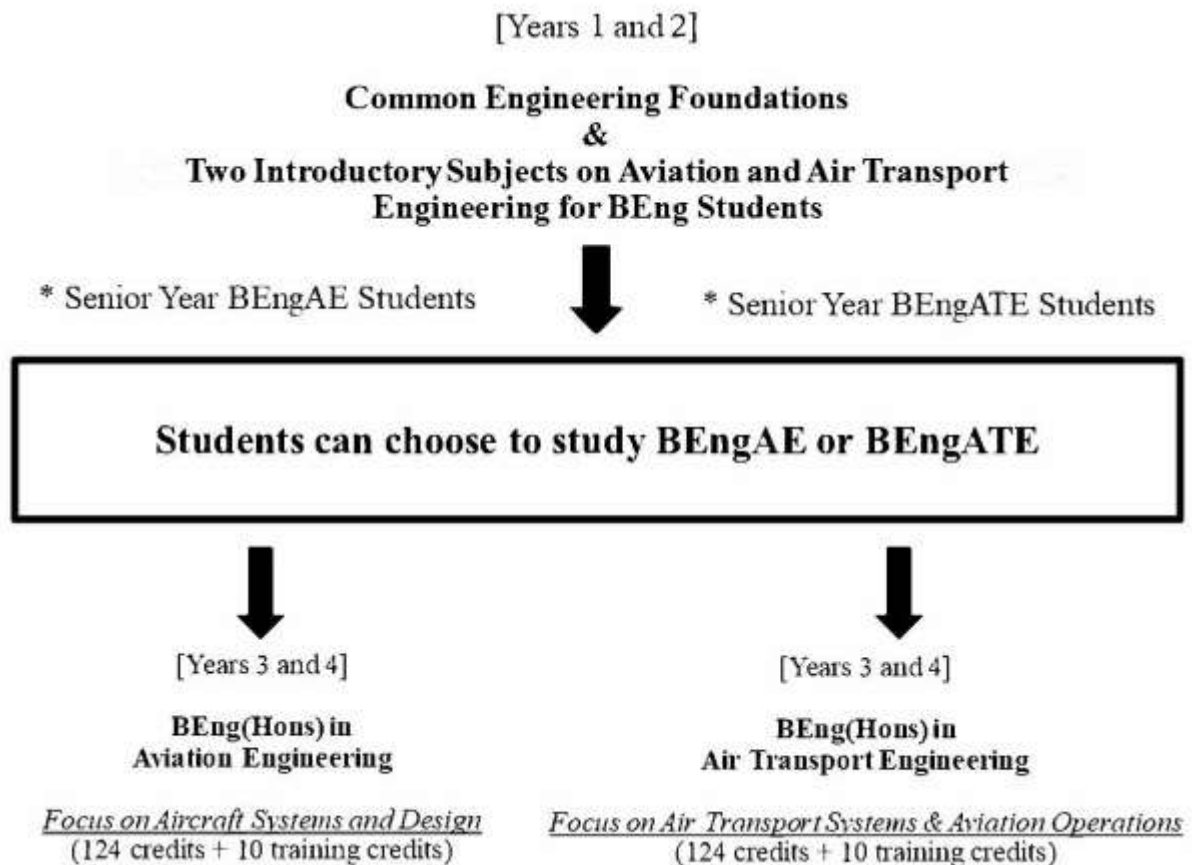 [Years 1 and 2]
Common Engineering Foundations
&
Two Introductory Subjects on Aviation and Air Transport
Engineering for BEng Students
* Senior Year BEngAE Students
* Senior Year BEngATE Students
Students can choose to study BEngAE or BEngATE
[Years 3 and 4]
BEng(Hons) in
Aviation Engineering
Focus on Aircraft Systems and Design
(124 credits + 10 training credits)
[Years 3 and 4]
BEng(Hons) in
Air Transport Engineering
Focus on Air Transport Systems & Aviation Operations
(124 credits + 10 training credits)